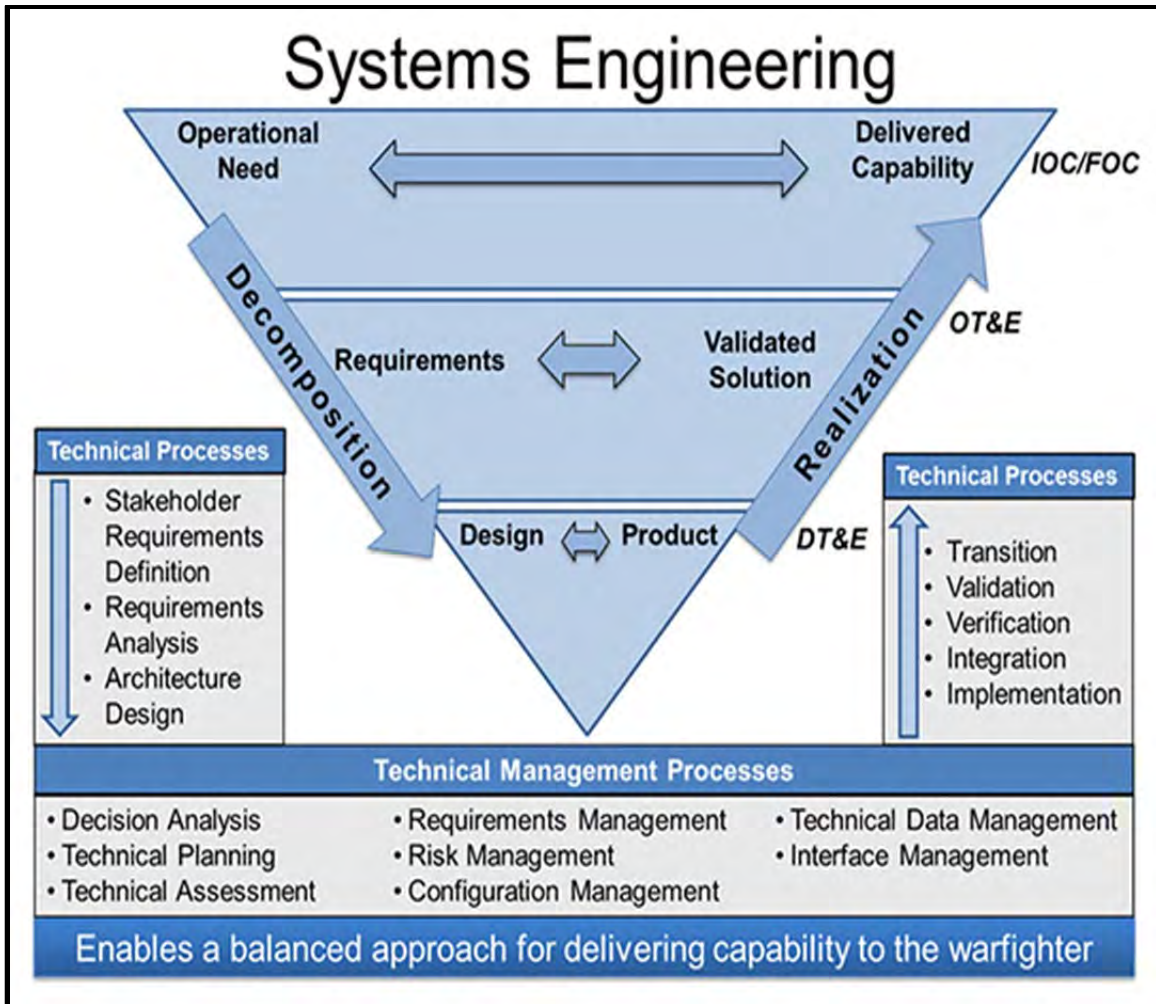 Systems Engineering
Operational
Need
Delivered
Capability
IOC/FOC
Decomposition
Realization
OT&E
Requirements
Validated
Solution
Design
Product
DT&E
Technical Processes
• Stakeholder
Requirements
Definition
• Requirements
Analysis
• Architecture
Design
Technical Processes
• Transition
• Validation
• Verification
• Integration
• Implementation
Technical Management Processes
• Decision Analysis
• Technical Planning
• Technical Assessment
• Requirements Management
• Risk Management
• Configuration Management
• Technical Data Management
• Interface Management
Enables a balanced approach for delivering capability to the warfighter